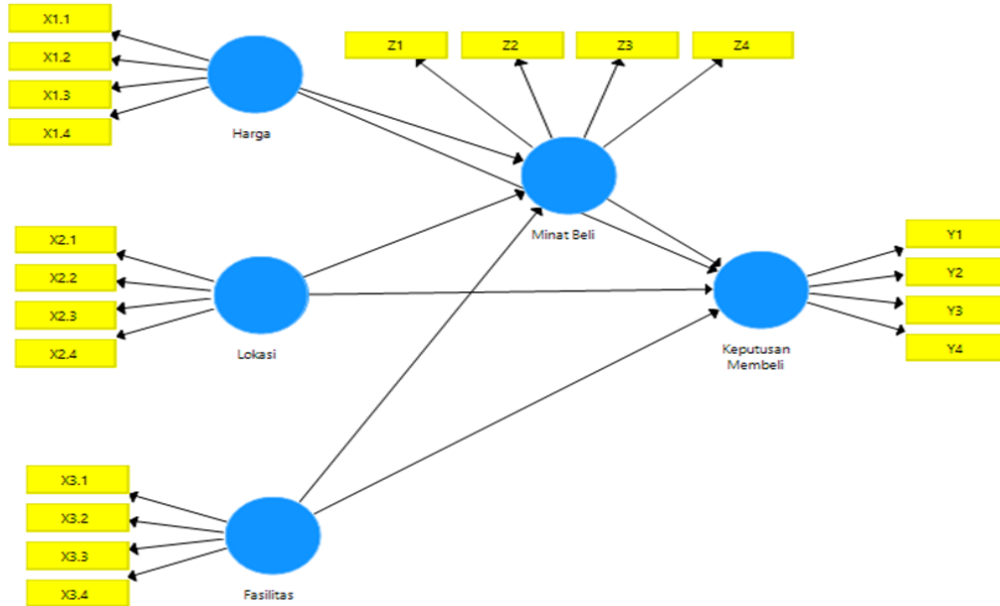 X1.1
X1.2
X1.3
X1.4
Harga
Z1
Z2
Z3
Z4
Minat Beli
X2.1
X2.2
X2.3
X2.4
Lokasi
Y1
Y2
Y3
Y4
Keputusan
Membeli
X3.1
X3.2
X3.3
X3.4
Fasilitas